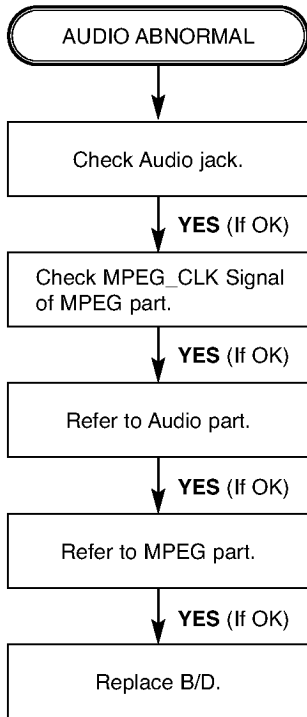 AUDIO ABNORMAL
Check Audio jack.
YES (If OK)
Check MPEG_CLK Signal
of MPEG part.
YES (If OK)
Refer to Audio part.
YES (If OK)
Refer to MPEG part.
YES (If OK)
Replace B/D.